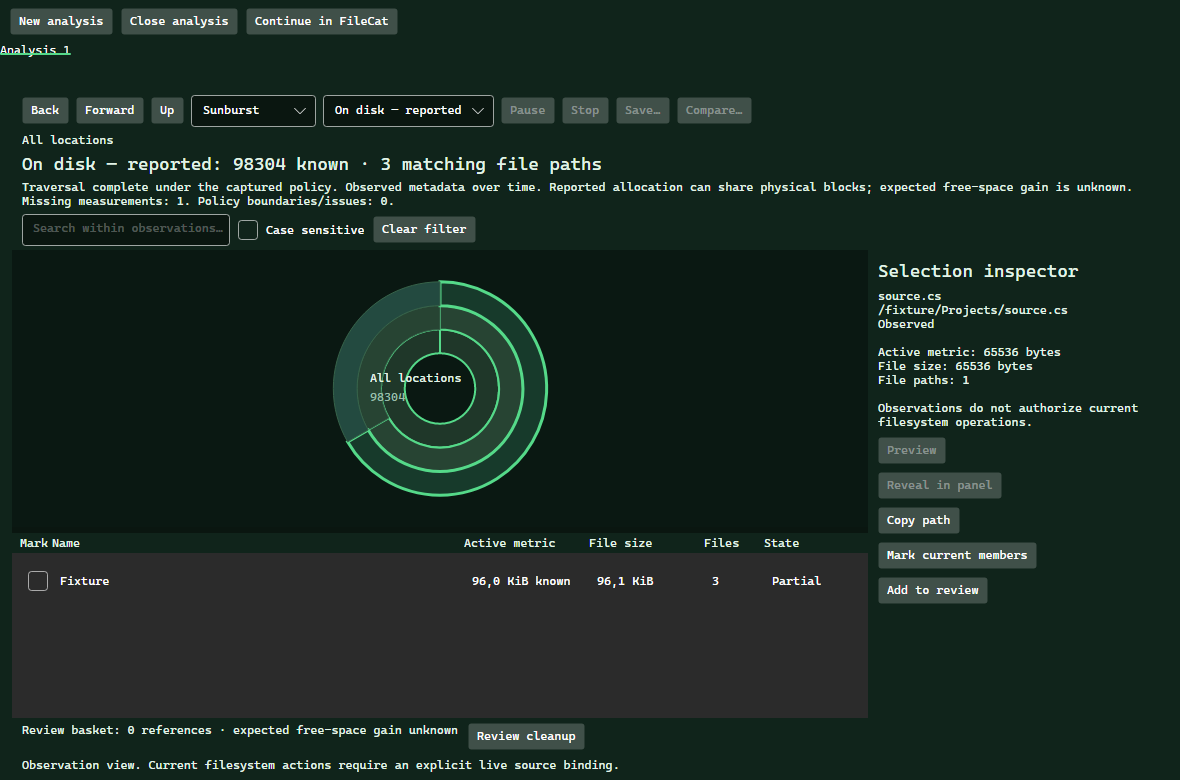 New analysis Close analysis Continue in FileCat
Analysis 1
Back Forward Up Sunburst On disk — reported Pause Stop Save… Compare…
All locations
On disk — reported: 98304 known · 3 matching file paths
Traversal complete under the captured policy. Observed metadata over time. Reported allocation can share physical blocks; expected free-space gain is unknown.
Missing measurements: 1. Policy boundaries/issues: 0.
Search within observations… Case sensitive Clear filter
All locations
98304
Selection inspector
source.cs
/fixture/Projects/source.cs
Observed
Active metric: 65536 bytes
File size: 65536 bytes
File paths: 1
Observations do not authorize current
filesystem operations.
Preview
Reveal in panel
Copy path
Mark current members
Add to review
Mark Name Active metric File size Files State
Fixture 96,0 KiB known 96,1 KiB 3 Partial
Review basket: 0 references · expected free-space gain unknown Review cleanup
Observation view. Current filesystem actions require an explicit live source binding.